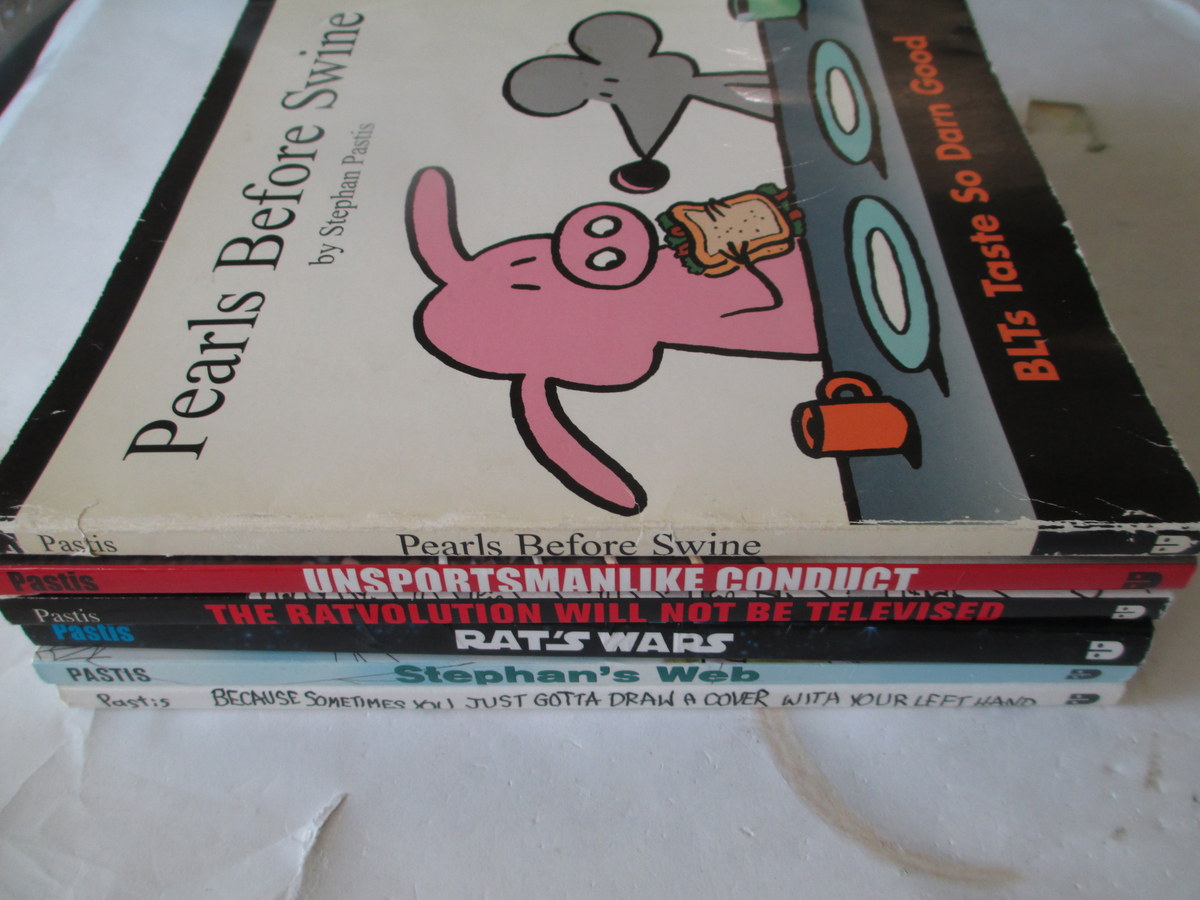 Pearls Before Swine
by Stephan Pastis
BLTs Taste So Darn Good
Pastis Pearls Before Swine
Pastis UNSPORTSMANLIKE CONDUCT
Pastis THE RATVOLUTION WILL NOT BE TELEVISED
Pastis RAT'S WARS
PASTIS Stephan's Web
Pastis BECAUSE SOMETIMES YOU JUST GOTTA DRAW A COVER WITH YOUR LEFT HAND